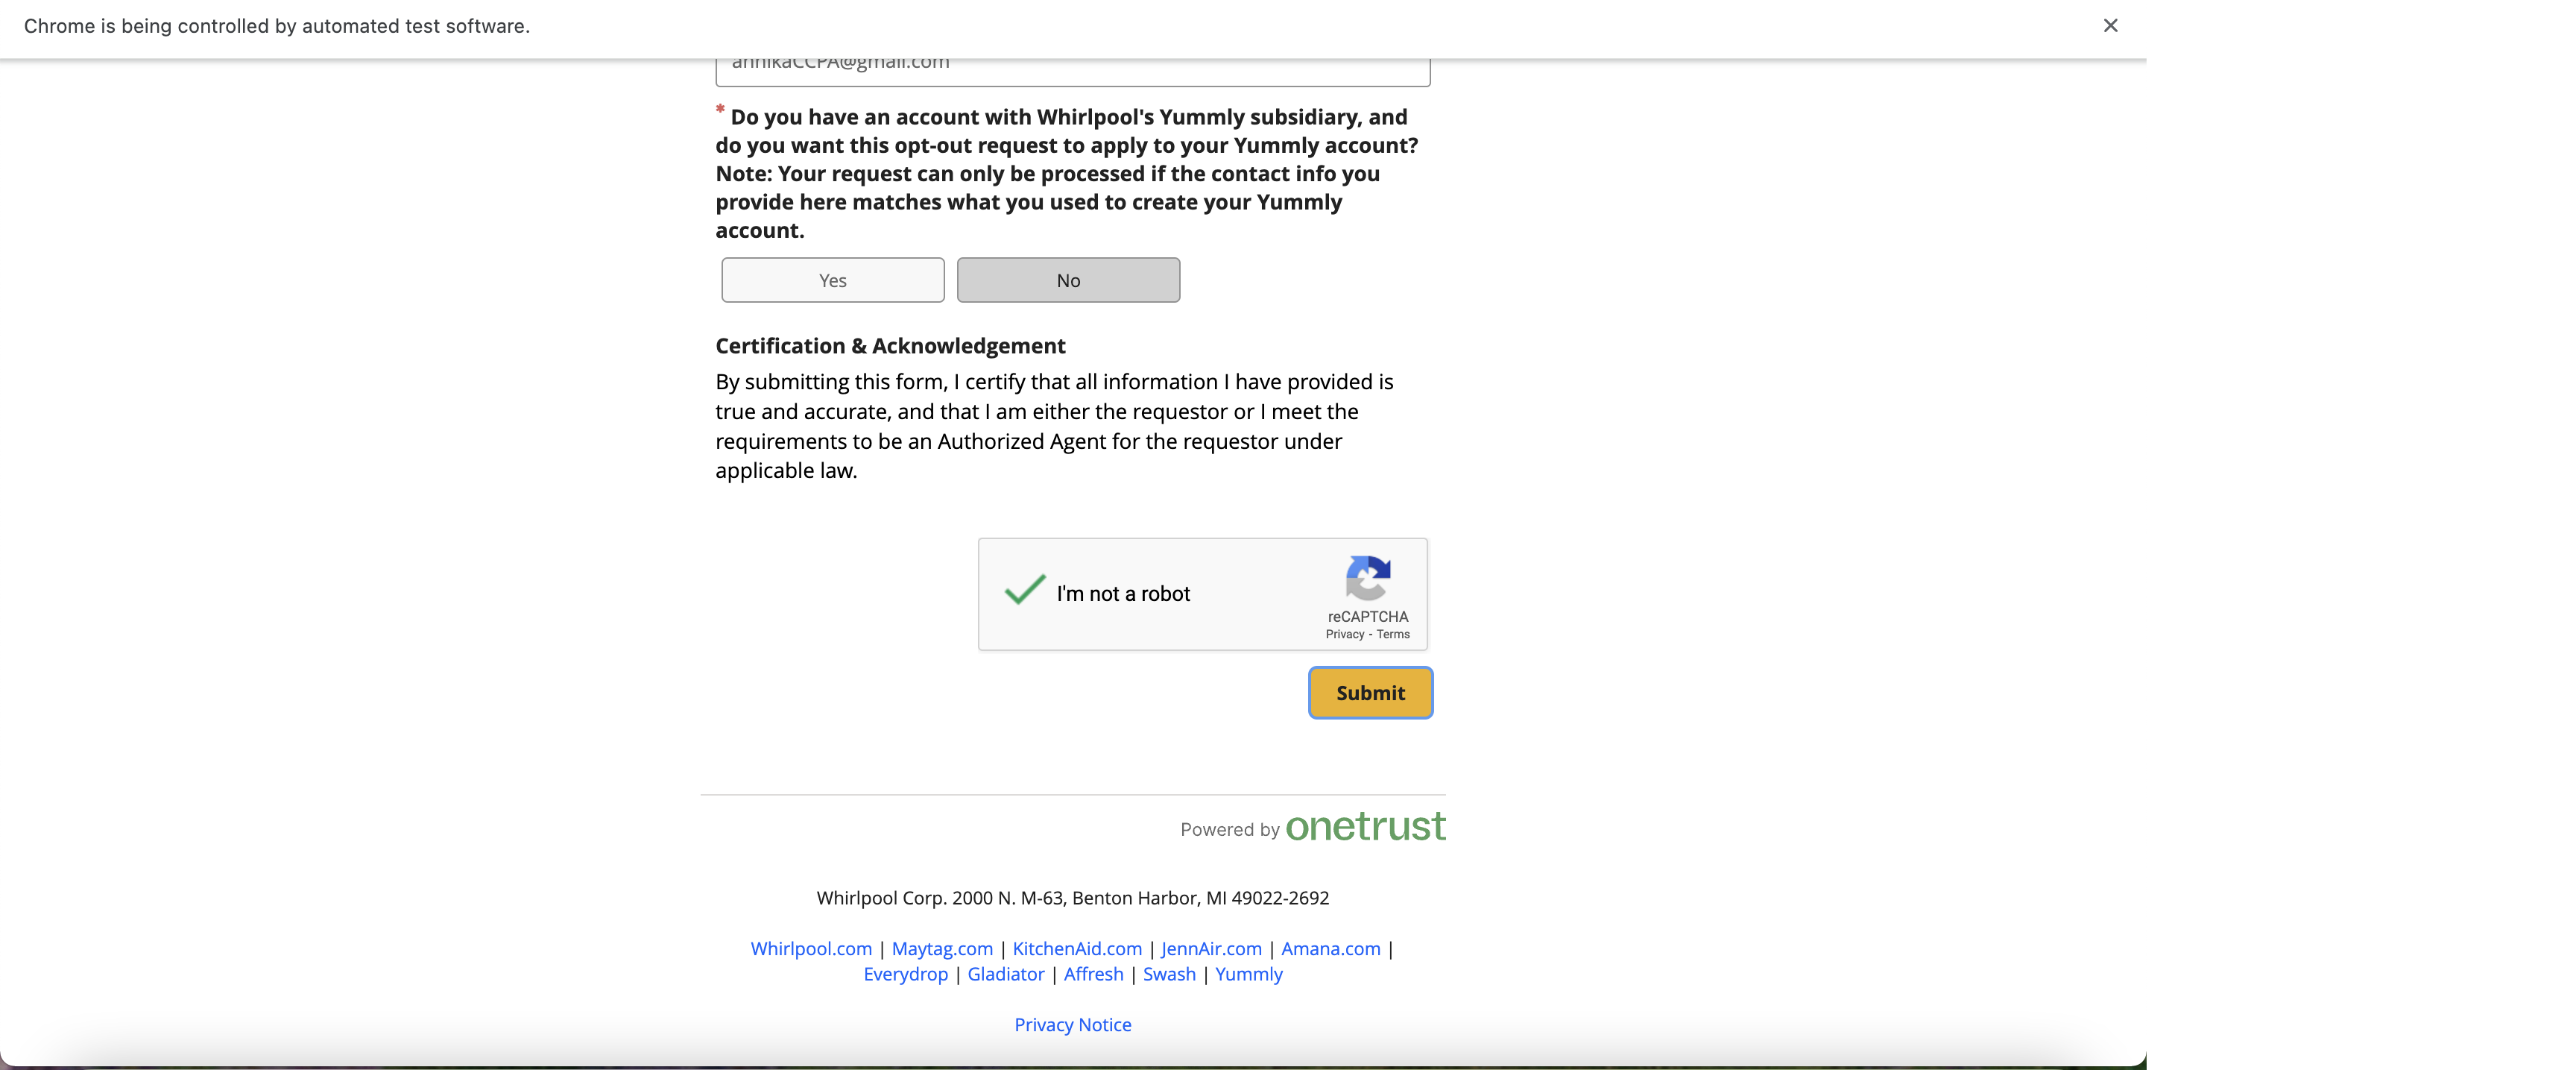 Chrome is being controlled by automated test software.
annikaCCPA@gmail.com
* Do you have an account with Whirlpool's Yummly subsidiary, and
do you want this opt-out request to apply to your Yummly account?
Note: Your request can only be processed if the contact info you
provide here matches what you used to create your Yummly
account.
Yes
No
Certification & Acknowledgement
By submitting this form, I certify that all information I have provided is
true and accurate, and that I am either the requestor or I meet the
requirements to be an Authorized Agent for the requestor under
applicable law.
I'm not a robot
reCAPTCHA
Privacy - Terms
Submit
Powered by onetrust
Whirlpool Corp. 2000 N. M-63, Benton Harbor, MI 49022-2692
Whirlpool.com | Maytag.com | KitchenAid.com | JennAir.com | Amana.com |
Everydrop | Gladiator | Affresh | Swash | Yummly
Privacy Notice